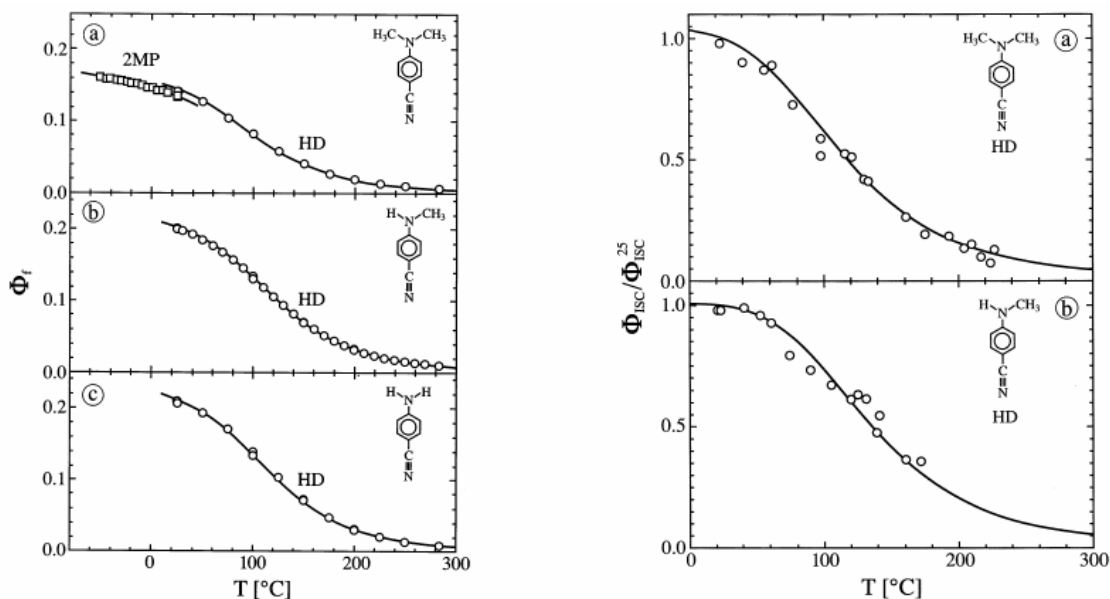 Φf
0.2
0.1
0.0
ⓐ
2MP
HD
H₃C
CH₃
N
C
N
0.2
0.1
0.0
ⓑ
HD
H
CH₃
N
C
N
0.2
0.1
0.0
ⓒ
HD
H
H
N
C
N
0
100
200
300
T [°C]
ΦISC/Φ25ISC
1.0
0.5
0.0
ⓐ
H₃C
CH₃
N
C
N
HD
1.0
0.5
0.0
ⓑ
H
CH₃
N
C
N
HD
0
100
200
300
T [°C]